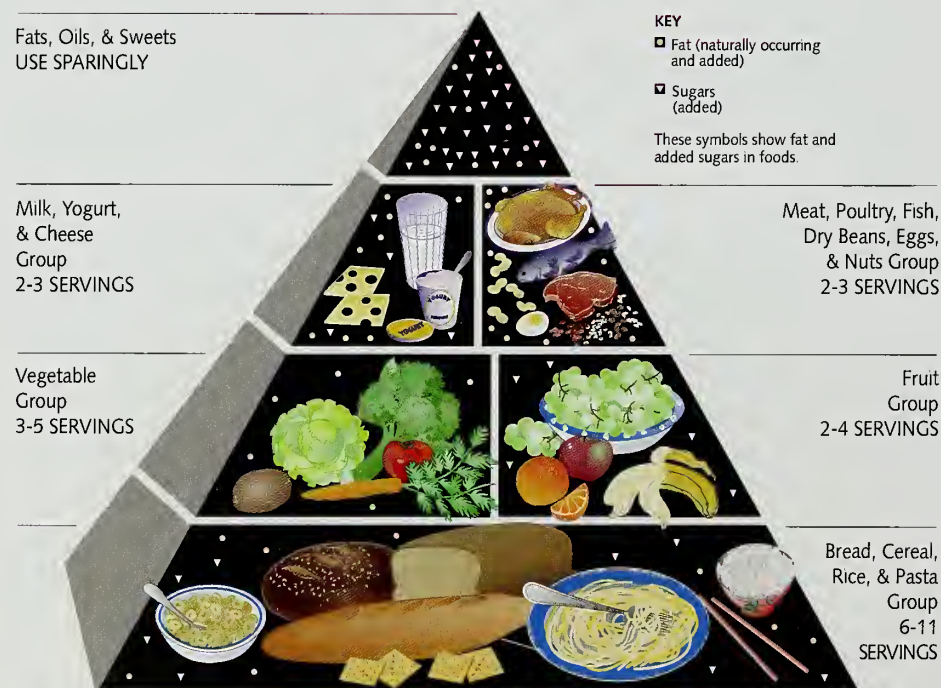 Fats, Oils, & Sweets
USE SPARINGLY
KEY
Fat (naturally occurring
and added)
Sugars
(added)
These symbols show fat and
added sugars in foods.
Milk, Yogurt,
& Cheese
Group
2-3 SERVINGS
Meat, Poultry, Fish,
Dry Beans, Eggs,
& Nuts Group
2-3 SERVINGS
YOGURT
YOGURT
Vegetable
Group
3-5 SERVINGS
Fruit
Group
2-4 SERVINGS
Bread, Cereal,
Rice, & Pasta
Group
6-11
SERVINGS